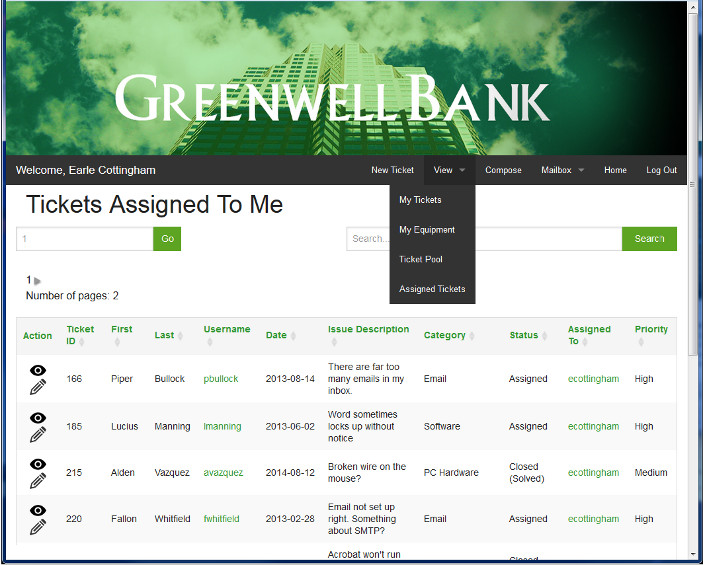 GREENWELL BANK
Welcome, Earle Cottingham New Ticket View Compose Mailbox Home Log Out
Tickets Assigned To Me
My Tickets
1 Go Search... My Equipment Search
Ticket Pool
1
Assigned Tickets
Number of pages: 2
Action Ticket ID First Last Username Date Issue Description Category Status Assigned To Priority
166 Piper Bullock pbullock 2013-08-14 There are far too many emails in my inbox. Email Assigned ecottingham High
185 Lucius Manning lmanning 2013-06-02 Word sometimes locks up without notice Software Assigned ecottingham High
215 Alden Vazquez avazquez 2014-08-12 Broken wire on the mouse? PC Hardware Closed (Solved) ecottingham Medium
220 Fallon Whitfield fwhitfield 2013-02-28 Email not set up right. Something about SMTP? Email Assigned ecottingham High
Acrobat won't run Closed